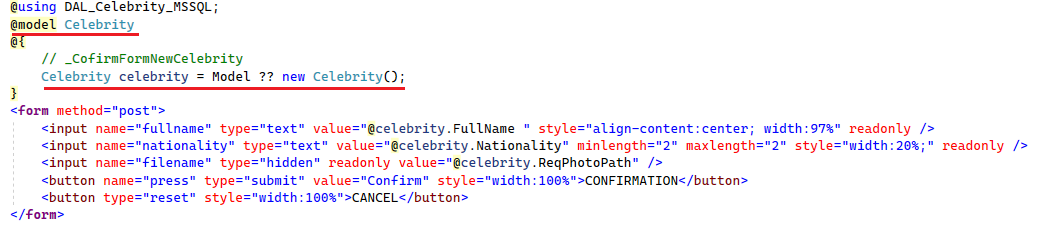 @using DAL_Celebrity_MSSQL;
@model Celebrity
@{
    // _CofirmFormNewCelebrity
    Celebrity celebrity = Model ?? new Celebrity();
}
<form method="post">
    <input name="fullname" type="text" value="@celebrity.FullName " style="align-content:center; width:97%" readonly />
    <input name="nationality" type="text" value="@celebrity.Nationality" minlength="2" maxlength="2" style="width:20%;" readonly />
    <input name="filename" type="hidden" readonly value="@celebrity.ReqPhotoPath" />
    <button name="press" type="submit" value="Confirm" style="width:100%">CONFIRMATION</button>
    <button type="reset" style="width:100%">CANCEL</button>
</form>